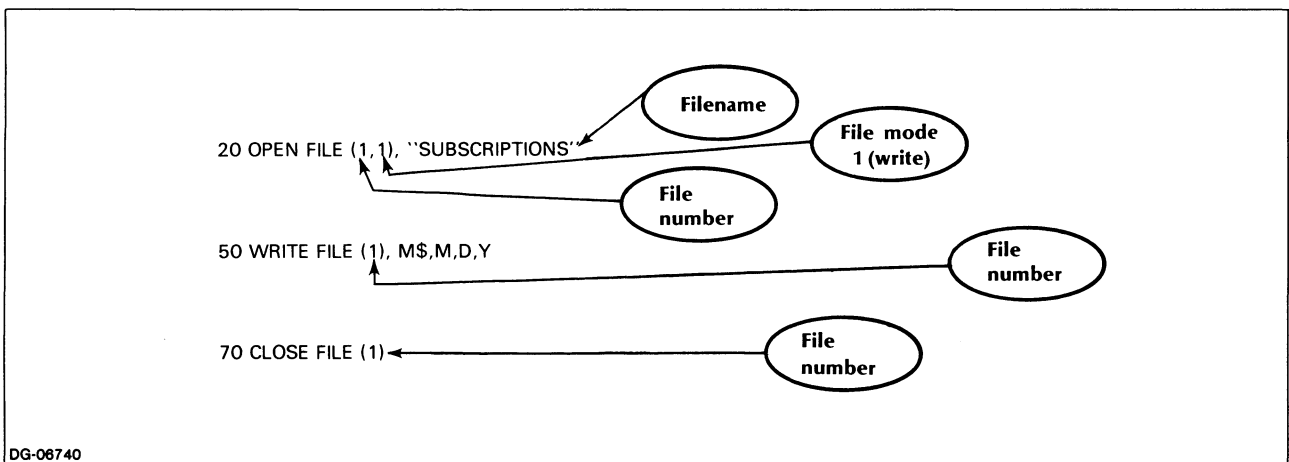 Filename
20 OPEN FILE (1,1), ``SUBSCRIPTIONS''
File mode
1 (write)
File
number
50 WRITE FILE (1), M$,M,D,Y
File
number
70 CLOSE FILE (1)
File
number
DG-06740